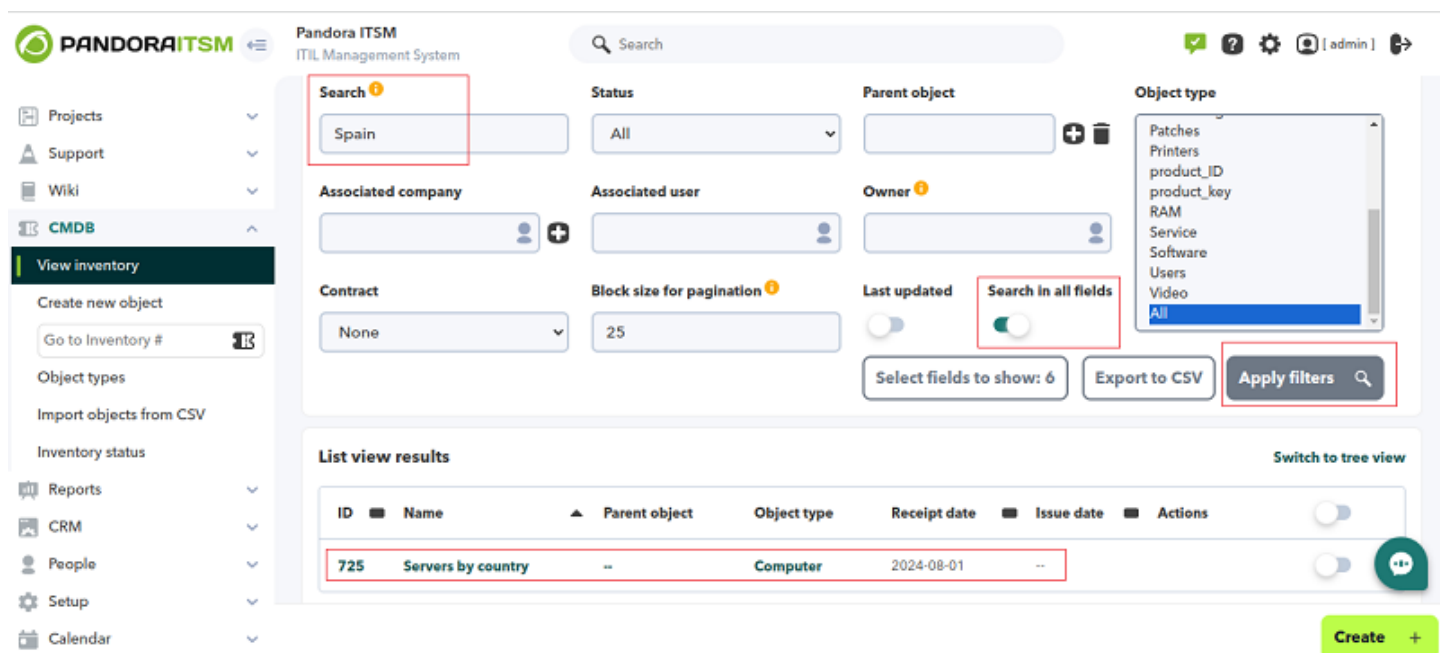 PANDORAITSM
Pandora ITSM
ITIL Management System
Search
[ admin ]
Projects
Support
Wiki
CMDB
View inventory
Create new object
Go to Inventory #
Object types
Import objects from CSV
Inventory status
Reports
CRM
People
Setup
Calendar
Search
Spain
Status
All
Parent object
Object type
Patches
Printers
product_ID
product_key
RAM
Service
Software
Users
Video
All
Associated company
Associated user
Owner
Contract
None
Block size for pagination
25
Last updated
Search in all fields
Select fields to show: 6
Export to CSV
Apply filters
List view results
Switch to tree view
ID Name Parent object Object type Receipt date Issue date Actions
725 Servers by country -- Computer 2024-08-01 --
Create +